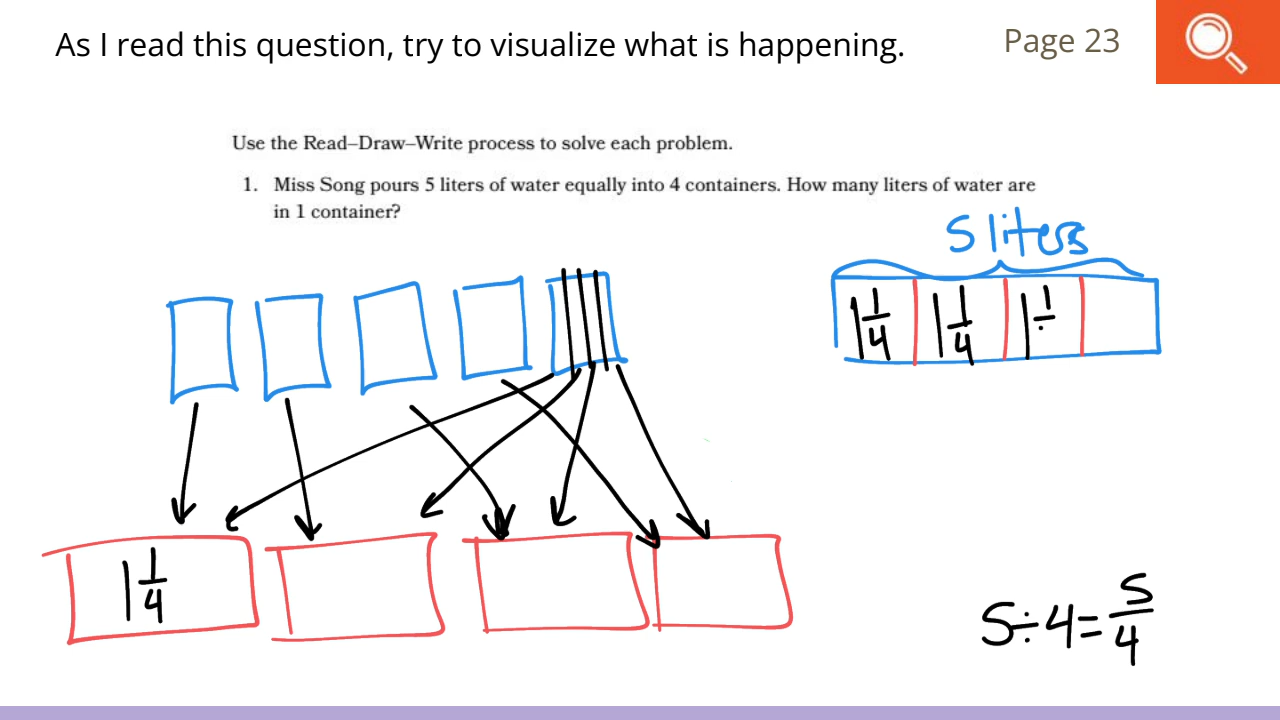 As I read this question, try to visualize what is happening.
Page 23
Use the Read–Draw–Write process to solve each problem.
1. Miss Song pours 5 liters of water equally into 4 containers. How many liters of water are
in 1 container?
5 liters
1 1/4 1 1/4 1 1/
1 1/4
5÷4=5/4